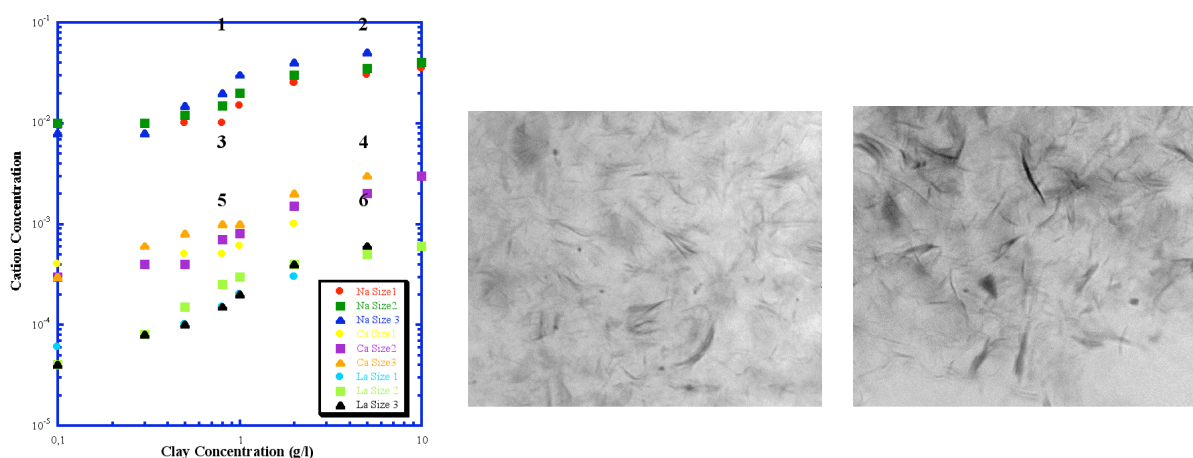 10-1
1 2
10-2
3 4
10-3
5 6
10-4
10-5
Cation Concentration
0,1 1 10
Clay Concentration (g/l)
Na Size1
Na Size2
Na Size 3
Ca Size1
Ca Size2
Ca Size3
La Size 1
La Size 2
La Size 3